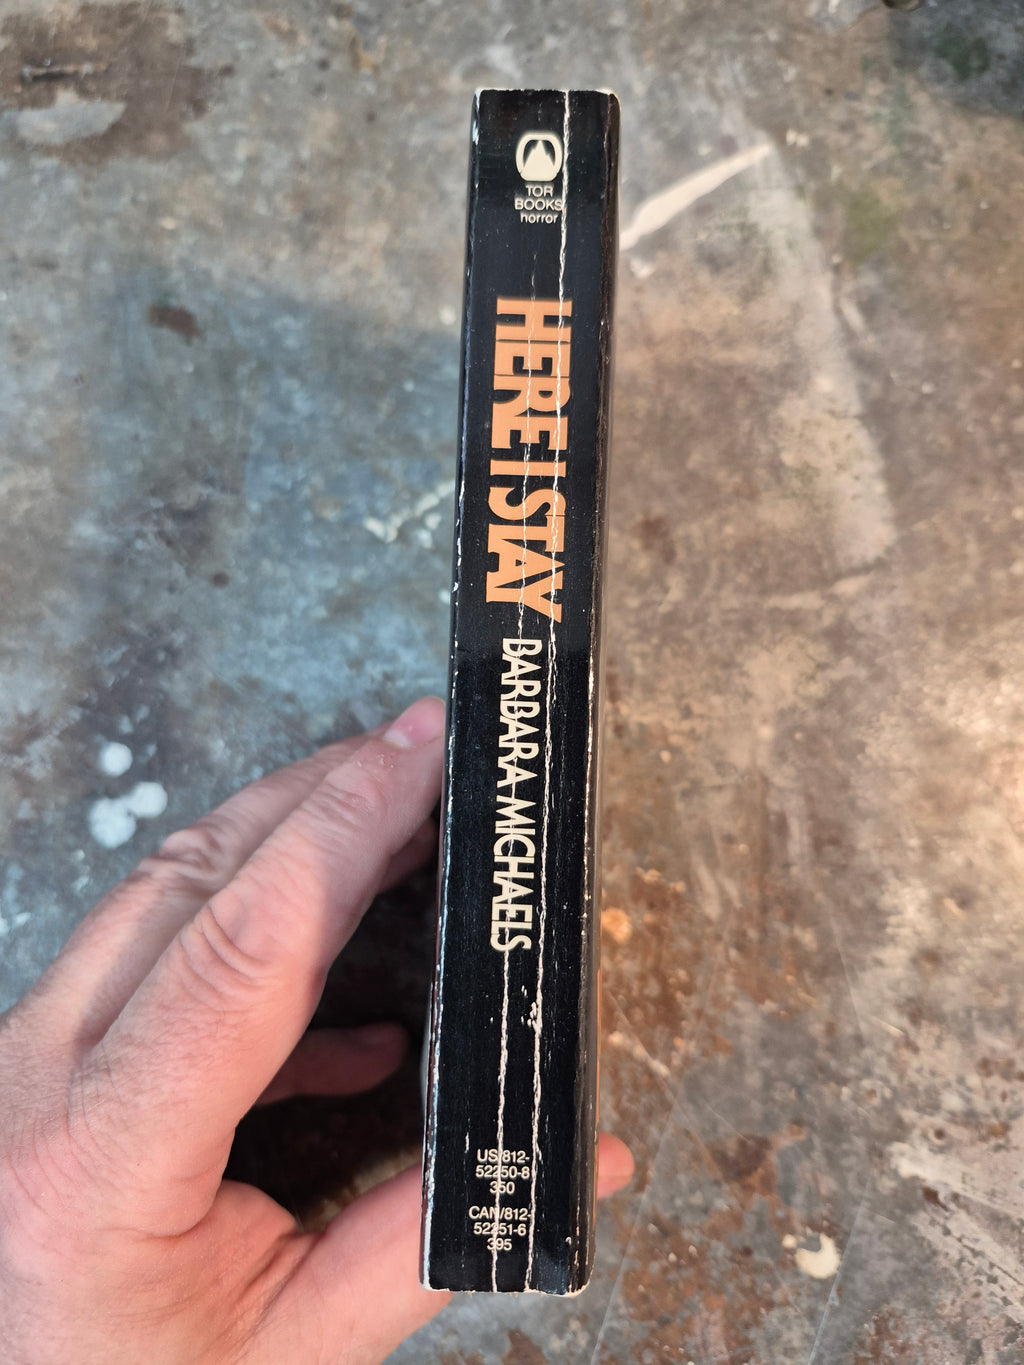 TOR
BOOKS
horror
HERE I STAY
BARBARA MICHAELS
US/812-
52250-8
350
CAN/812-
52251-6
395